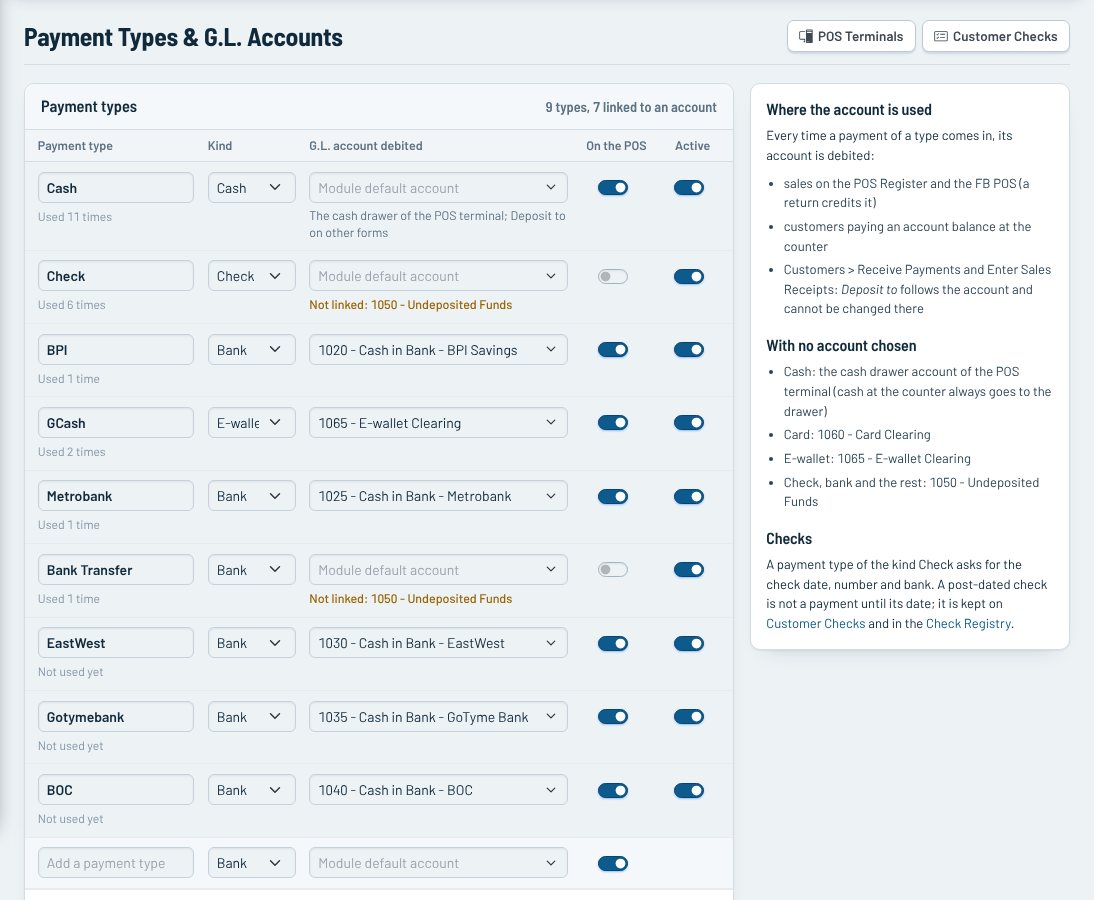 Payment Types & G.L. Accounts
POS Terminals
Customer Checks
Payment types
9 types, 7 linked to an account
Payment type Kind G.L. account debited On the POS Active
Cash Cash Module default account
Used 11 times
The cash drawer of the POS terminal; Deposit to
on other forms
Check Check Module default account
Used 6 times Not linked: 1050 - Undeposited Funds
BPI Bank 1020 - Cash in Bank - BPI Savings
Used 1 time
GCash E-walle 1065 - E-wallet Clearing
Used 2 times
Metrobank Bank 1025 - Cash in Bank - Metrobank
Used 1 time
Bank Transfer Bank Module default account
Used 1 time Not linked: 1050 - Undeposited Funds
EastWest Bank 1030 - Cash in Bank - EastWest
Not used yet
Gotymebank Bank 1035 - Cash in Bank - GoTyme Bank
Not used yet
BOC Bank 1040 - Cash in Bank - BOC
Not used yet
Add a payment type Bank Module default account
Where the account is used
Every time a payment of a type comes in, its
account is debited:
• sales on the POS Register and the FB POS (a
return credits it)
• customers paying an account balance at the
counter
• Customers > Receive Payments and Enter Sales
Receipts: Deposit to follows the account and
cannot be changed there
With no account chosen
• Cash: the cash drawer account of the POS
terminal (cash at the counter always goes to the
drawer)
• Card: 1060 - Card Clearing
• E-wallet: 1065 - E-wallet Clearing
• Check, bank and the rest: 1050 - Undeposited
Funds
Checks
A payment type of the kind Check asks for the
check date, number and bank. A post-dated check
is not a payment until its date; it is kept on
Customer Checks and in the Check Registry.